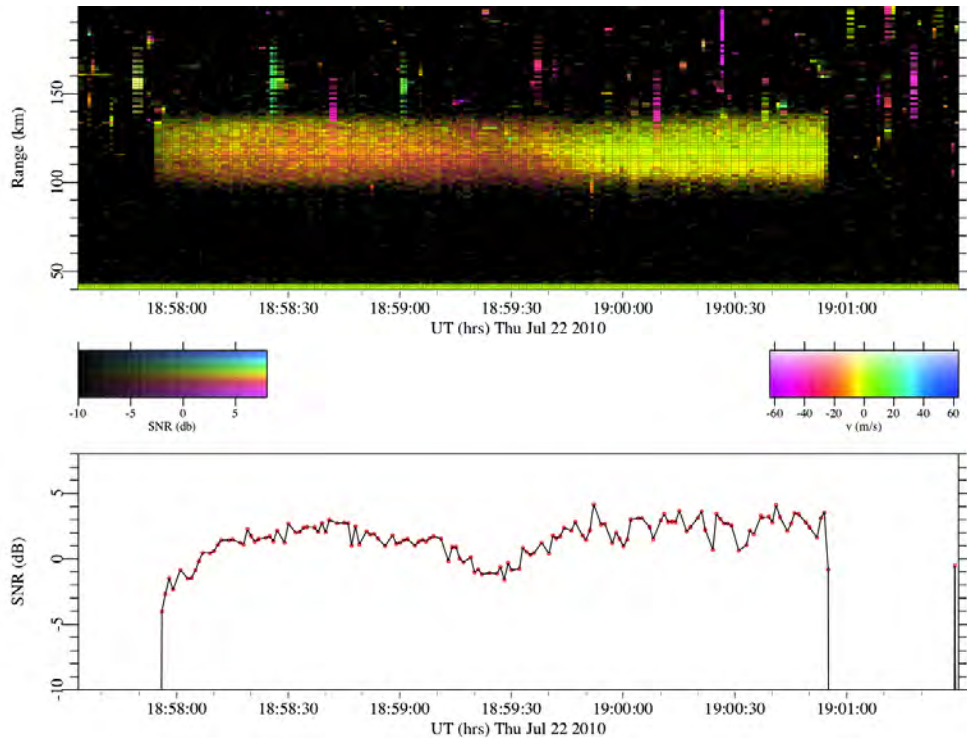 150
100
50
Range (km)
18:58:00 18:58:30 18:59:00 18:59:30 19:00:00 19:00:30 19:01:00
UT (hrs) Thu Jul 22 2010
-10 -5 0 5
SNR (db)
-60 -40 -20 0 20 40 60
v (m/s)
5
0
-5
-10
SNR (dB)
18:58:00 18:58:30 18:59:00 18:59:30 19:00:00 19:00:30 19:01:00
UT (hrs) Thu Jul 22 2010